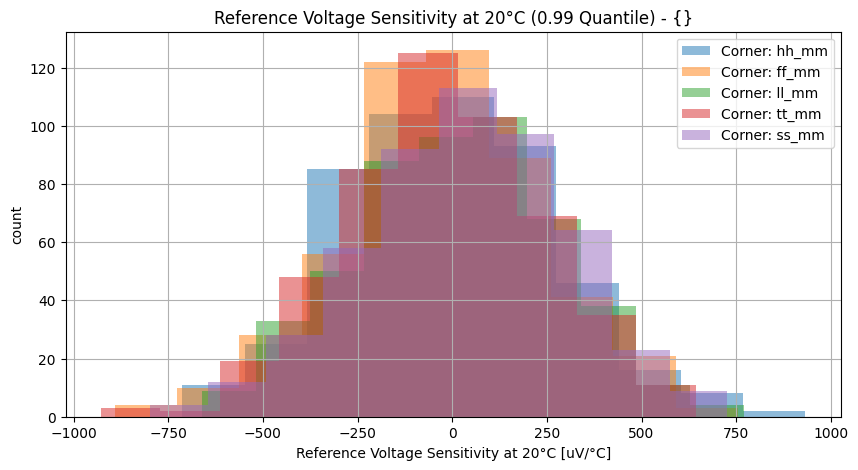 Reference Voltage Sensitivity at 20°C (0.99 Quantile) - {}
Corner: hh_mm
Corner: ff_mm
Corner: ll_mm
Corner: tt_mm
Corner: ss_mm
count
120
100
80
60
40
20
0
−1000 −750 −500 −250 0 250 500 750 1000
Reference Voltage Sensitivity at 20°C [uV/°C]